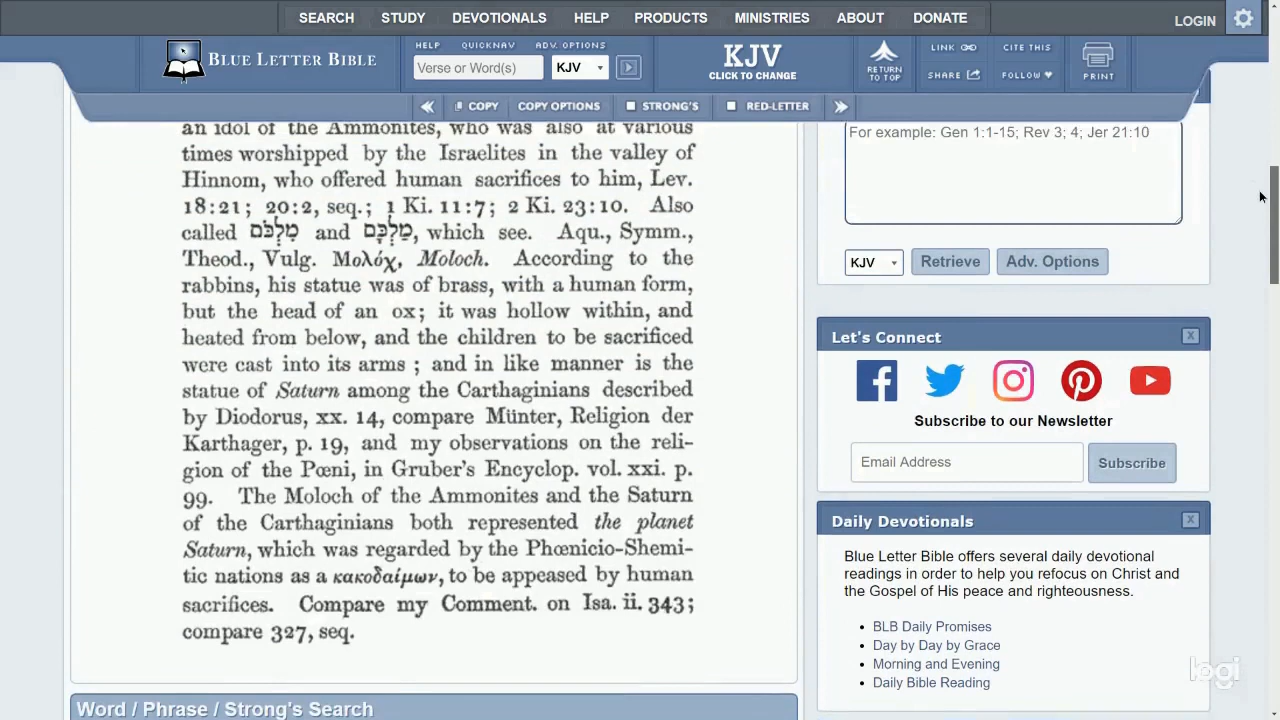 SEARCH STUDY DEVOTIONALS HELP PRODUCTS MINISTRIES ABOUT DONATE LOGIN
BLUE LETTER BIBLE
HELP QUICKNAV ADV. OPTIONS
Verse or Word(s) KJV
KJV
CLICK TO CHANGE
RETURN
TO TOP
LINK
SHARE
CITE THIS
FOLLOW
PRINT
COPY COPY OPTIONS STRONG'S RED-LETTER
an idol of the Ammonites, who was also at various
times worshipped by the Israelites in the valley of
Hinnom, who offered human sacrifices to him, Lev.
18:21; 20:2, seq.; 1 Ki. 11:7; 2 Ki. 23:10. Also
called מִלְכֹּם and מַלְכָּם, which see. Aqu., Symm.,
Theod., Vulg. Μολόχ, Moloch. According to the
rabbins, his statue was of brass, with a human form,
but the head of an ox; it was hollow within, and
heated from below, and the children to be sacrificed
were cast into its arms ; and in like manner is the
statue of Saturn among the Carthaginians described
by Diodorus, xx. 14, compare Münter, Religion der
Karthager, p. 19, and my observations on the reli-
gion of the Pœni, in Gruber's Encyclop. vol. xxi. p.
99. The Moloch of the Ammonites and the Saturn
of the Carthaginians both represented the planet
Saturn, which was regarded by the Phœnicio-Shemi-
tic nations as a κακοδαίμων, to be appeased by human
sacrifices. Compare my Comment. on Isa. ii. 343;
compare 327, seq.
Word / Phrase / Strong's Search
For example: Gen 1:1-15; Rev 3; 4; Jer 21:10
KJV Retrieve Adv. Options
Let's Connect X
Subscribe to our Newsletter
Email Address Subscribe
Daily Devotionals X
Blue Letter Bible offers several daily devotional
readings in order to help you refocus on Christ and
the Gospel of His peace and righteousness.
• BLB Daily Promises
• Day by Day by Grace
• Morning and Evening
• Daily Bible Reading
logi